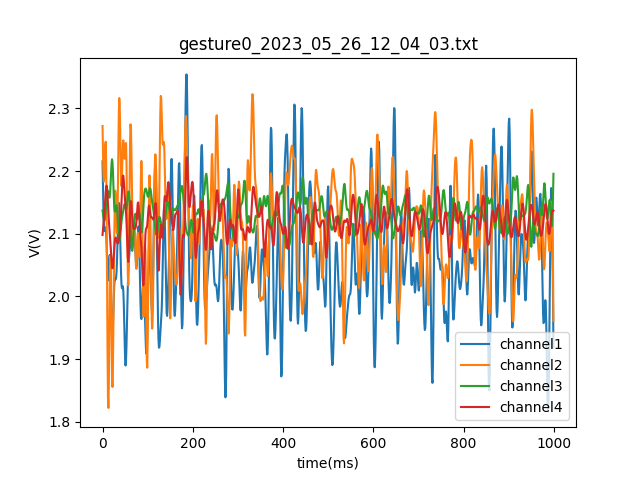 gesture0_2023_05_26_12_04_03.txt
V(V)
2.3
2.2
2.1
2.0
1.9
1.8
0
200
400
600
800
1000
time(ms)
channel1
channel2
channel3
channel4